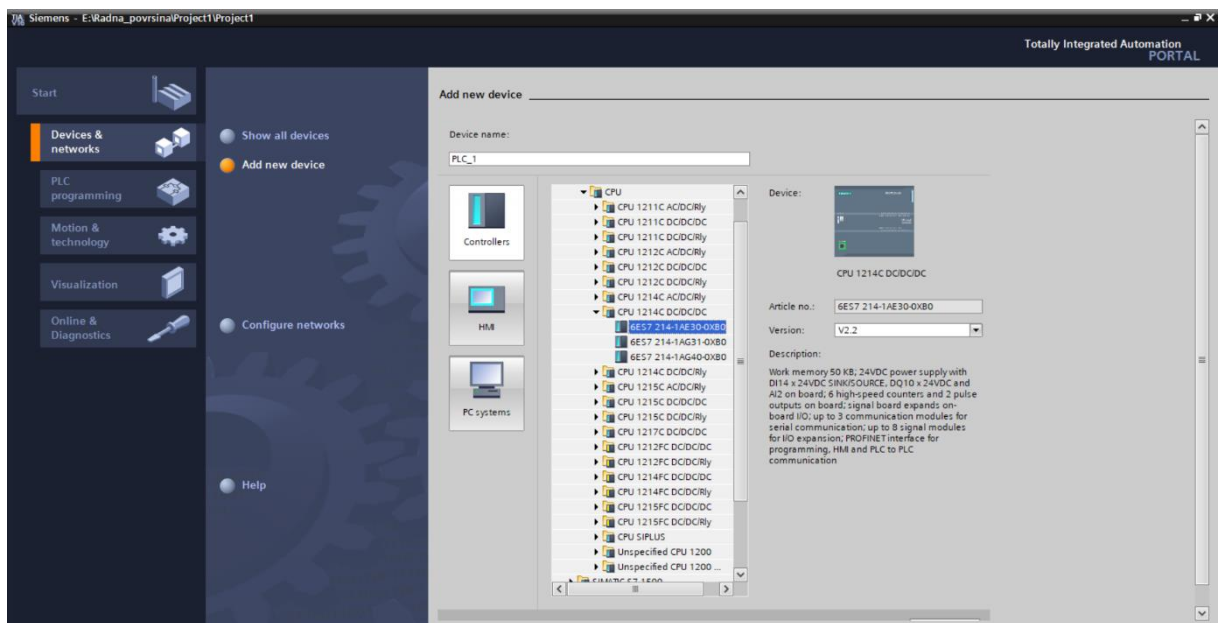 Siemens - E:\Radna_povrsina\Project1\Project1
Totally Integrated Automation
PORTAL
Start
Devices &
networks
PLC
programming
Motion &
technology
Visualization
Online &
Diagnostics
Show all devices
Add new device
Configure networks
Help
Add new device
Device name:
PLC_1
Controllers
HMI
PC systems
CPU
CPU 1211C AC/DC/Rly
CPU 1211C DC/DC/DC
CPU 1211C DC/DC/Rly
CPU 1212C AC/DC/Rly
CPU 1212C DC/DC/DC
CPU 1212C DC/DC/Rly
CPU 1214C AC/DC/Rly
CPU 1214C DC/DC/DC
6ES7 214-1AE30-0XB0
6ES7 214-1AG31-0XB0
6ES7 214-1AG40-0XB0
CPU 1214C DC/DC/Rly
CPU 1215C AC/DC/Rly
CPU 1215C DC/DC/DC
CPU 1215C DC/DC/Rly
CPU 1217C DC/DC/DC
CPU 1212FC DC/DC/DC
CPU 1212FC DC/DC/Rly
CPU 1214FC DC/DC/DC
CPU 1214FC DC/DC/Rly
CPU 1215FC DC/DC/DC
CPU 1215FC DC/DC/Rly
CPU SIPLUS
Unspecified CPU 1200
Unspecified CPU 1200 ...
SIMATIC S7-1500
Device:
CPU 1214C DC/DC/DC
Article no.:
6ES7 214-1AE30-0XB0
Version:
V2.2
Description:
Work memory 50 KB; 24VDC power supply with
DI14 x 24VDC SINK/SOURCE, DQ10 x 24VDC and
AI2 on board; 6 high-speed counters and 2 pulse
outputs on board; signal board expands on-
board I/O; up to 3 communication modules for
serial communication; up to 8 signal modules
for I/O expansion; PROFINET interface for
programming, HMI and PLC to PLC
communication